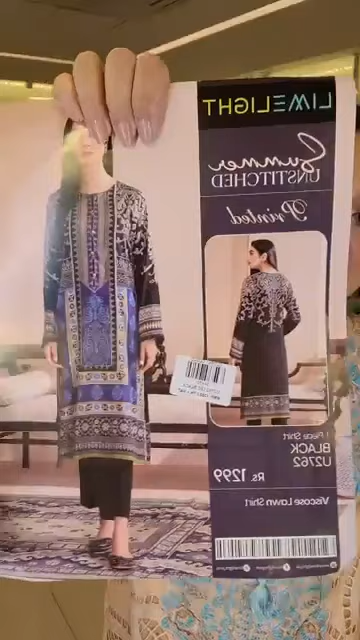 LIMELIGHT
Summer
UNSTITCHED
Printed
1 Piece Shirt
BLACK
U2762
Rs. 1299
Viscose Lawn Shirt